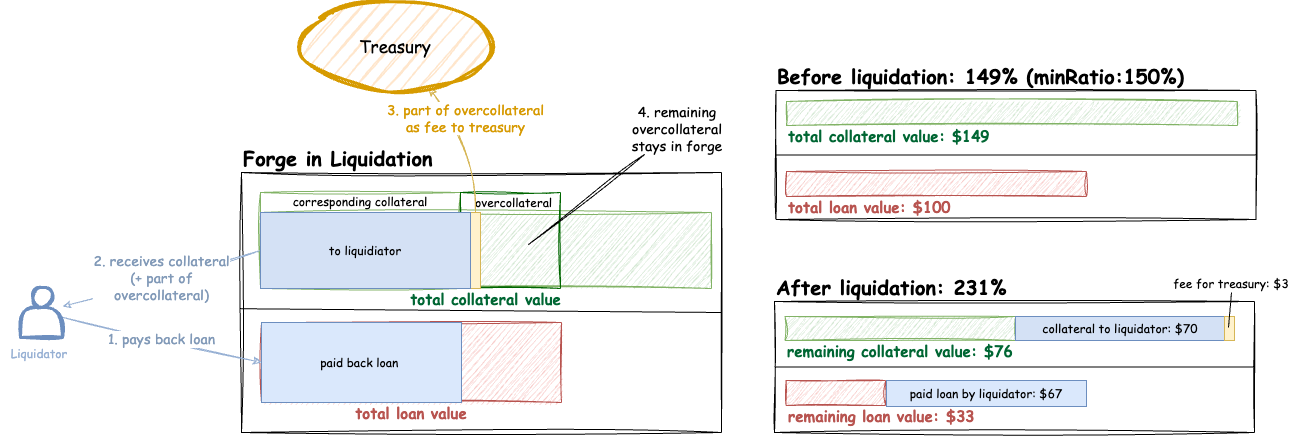 Treasury
3. part of overcollateral
as fee to treasury
4. remaining
overcollateral
stays in forge
Forge in Liquidation
corresponding collateral
overcollateral
to liquidiator
total collateral value
2. receives collateral
(+ part of
overcollateral)
1. pays back loan
Liquidator
paid back loan
total loan value
Before liquidation: 149% (minRatio:150%)
total collateral value: $149
total loan value: $100
After liquidation: 231%
fee for treasury: $3
collateral to liquidator: $70
remaining collateral value: $76
paid loan by liquidator: $67
remaining loan value: $33